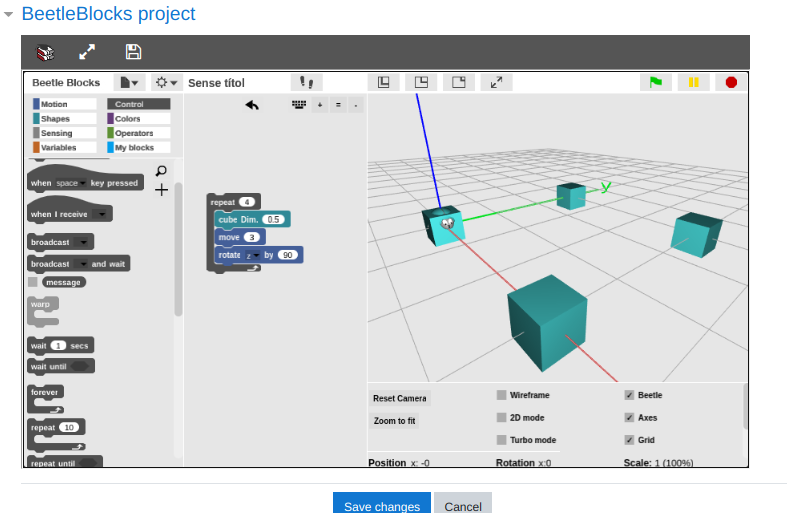 BeetleBlocks project
Beetle Blocks
Sense títol
Motion
Control
Shapes
Colors
Sensing
Operators
Variables
My blocks
+ = -
when space key pressed
when I receive
broadcast
broadcast and wait
message
warp
wait 1 secs
wait until
forever
repeat 10
repeat until
repeat 4
cube Dim. 0.5
move 3
rotate z by 90
y
Reset Camera
Wireframe
Beetle
Zoom to fit
2D mode
Axes
Turbo mode
Grid
Position x: -0
Rotation x:0
Scale: 1 (100%)
Save changes
Cancel